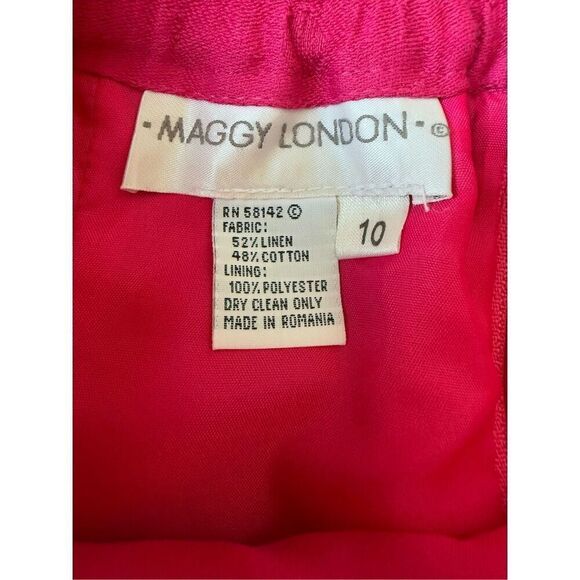 - MAGGY LONDON - ©
RN 58142 ©
FABRIC:
52% LINEN
48% COTTON
LINING:
100% POLYESTER
DRY CLEAN ONLY
MADE IN ROMANIA
10